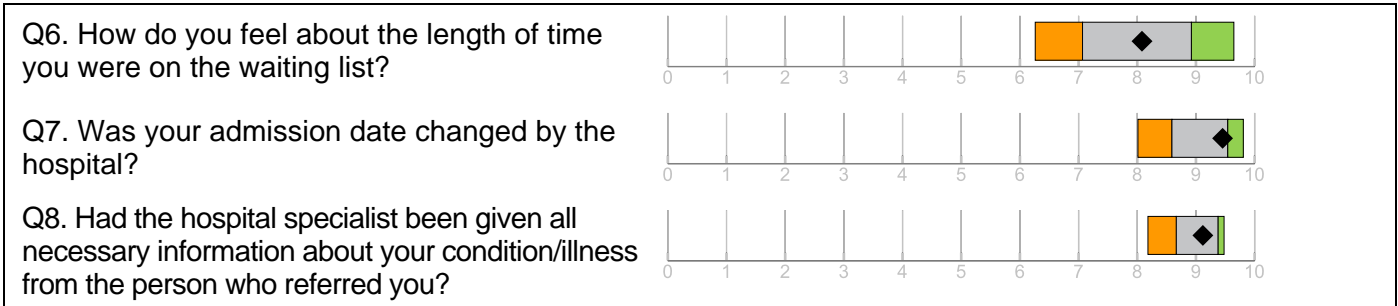 Q6. How do you feel about the length of time
you were on the waiting list?
0 1 2 3 4 5 6 7 8 9 10
Q7. Was your admission date changed by the
hospital?
0 1 2 3 4 5 6 7 8 9 10
Q8. Had the hospital specialist been given all
necessary information about your condition/illness
from the person who referred you?
0 1 2 3 4 5 6 7 8 9 10